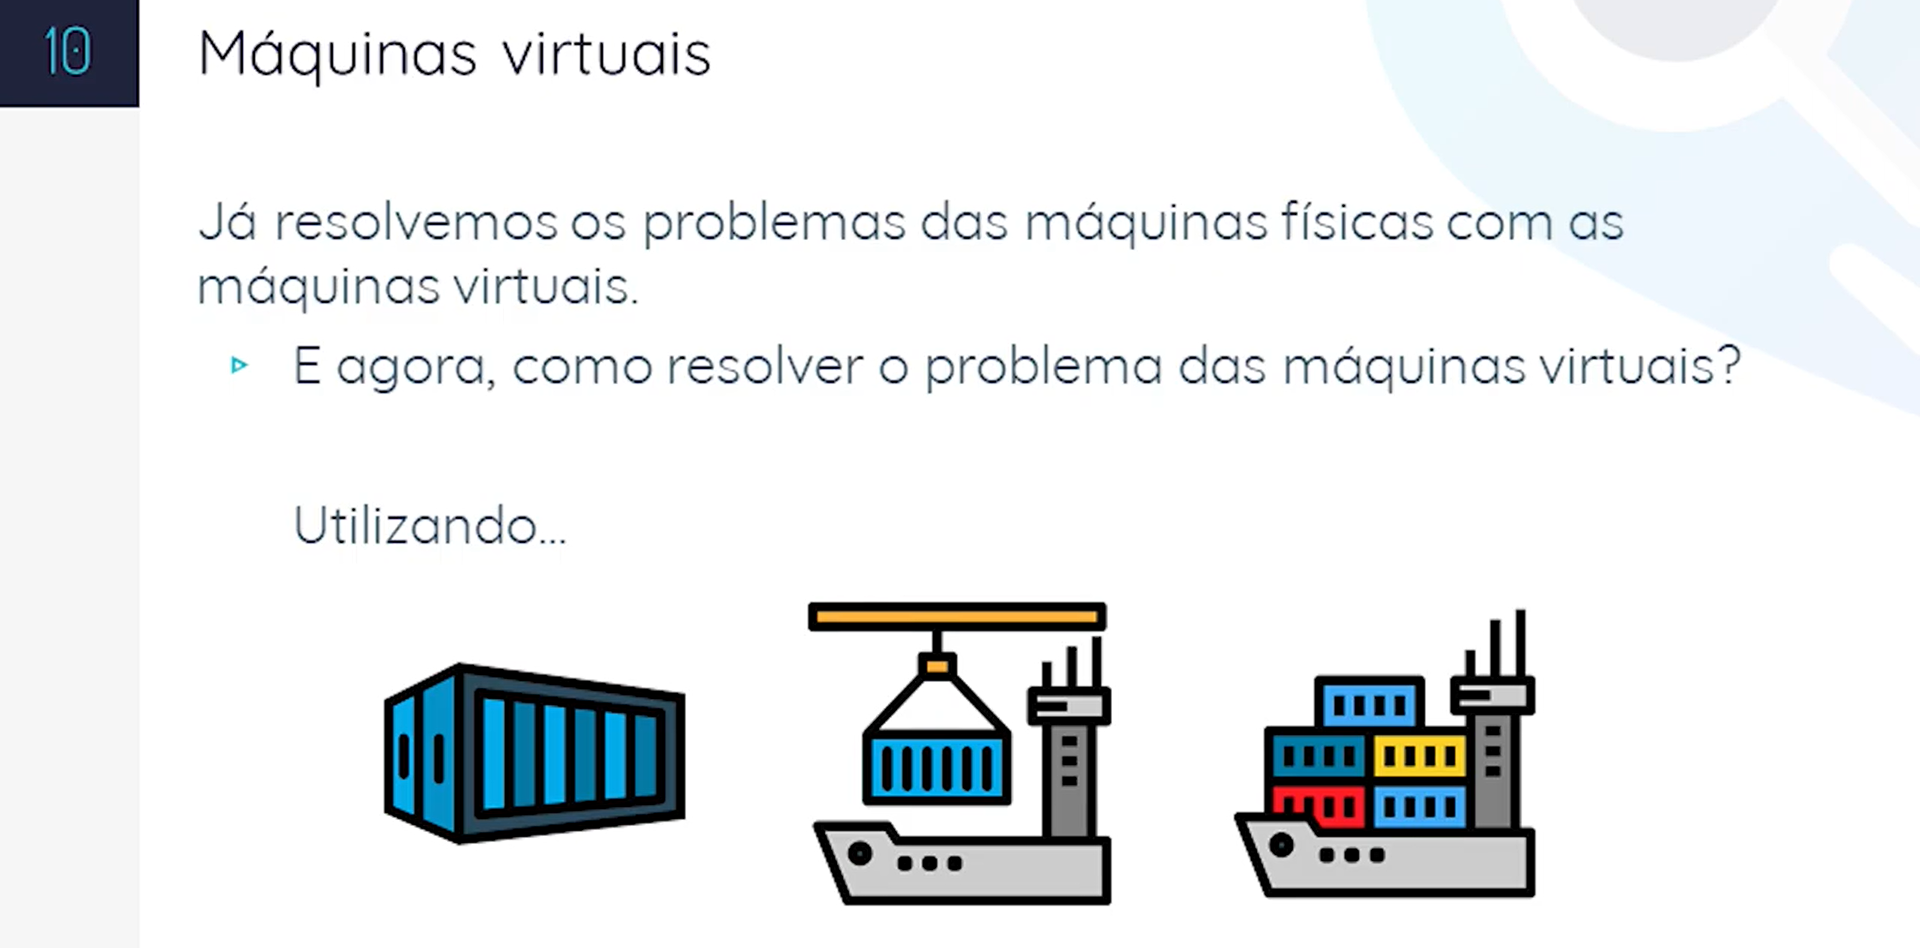 10
Máquinas virtuais
Já resolvemos os problemas das máquinas físicas com as
máquinas virtuais.
E agora, como resolver o problema das máquinas virtuais?
Utilizando...